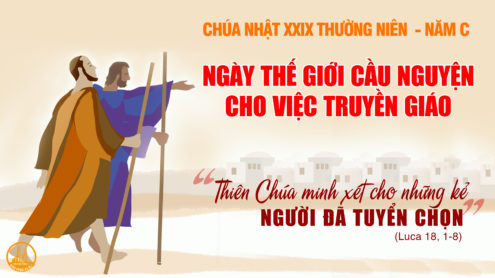 CHÚA NHẬT XXIX THƯỜNG NIÊN - NĂM C
NGÀY THẾ GIỚI CẦU NGUYỆN
CHO VIỆC TRUYỀN GIÁO
“Thiên Chúa minh xét cho những kẻ
NGƯỜI ĐÃ TUYỂN CHỌN”
(Luca 18, 1-8)